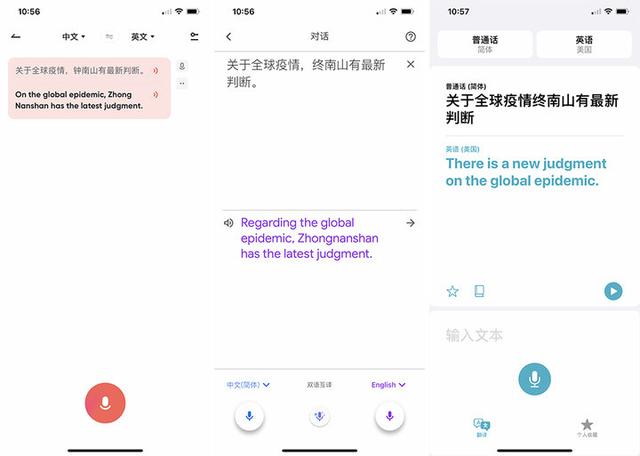 10:56
中文 英文
关于全球疫情，钟南山有最新判断。
On the global epidemic, Zhong
Nanshan has the latest judgment.
10:56
对话
关于全球疫情，终南山有最新
判断。
Regarding the global
epidemic, Zhongnanshan
has the latest judgment.
中文(简体) 双语互译 English
10:57
普通话 英语
简体 美国
普通话 (简体)
关于全球疫情终南山有最新
判断
英语 (美国)
There is a new judgment
on the global epidemic.
输入文本
翻译 个人收藏